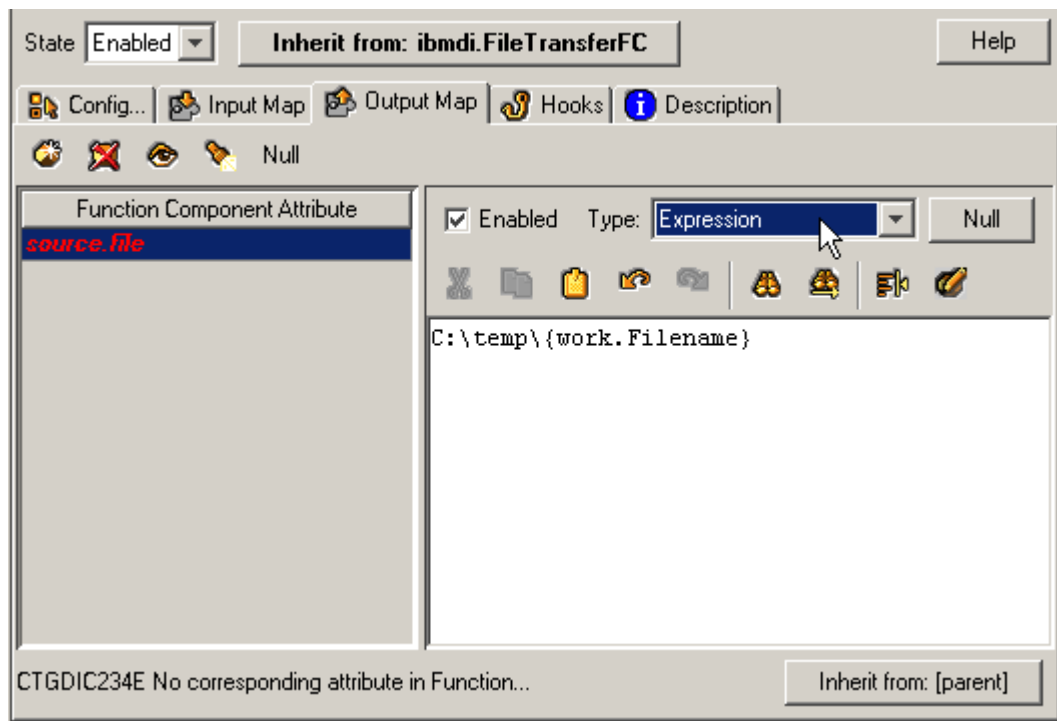 State Enabled Inherit from: ibmdi.FileTransferFC Help
Config... Input Map Output Map Hooks Description
Null
Function Component Attribute
Enabled Type: Expression Null
source.file
C:\temp\{work.Filename}
CTGDIC234E No corresponding attribute in Function... Inherit from: [parent]